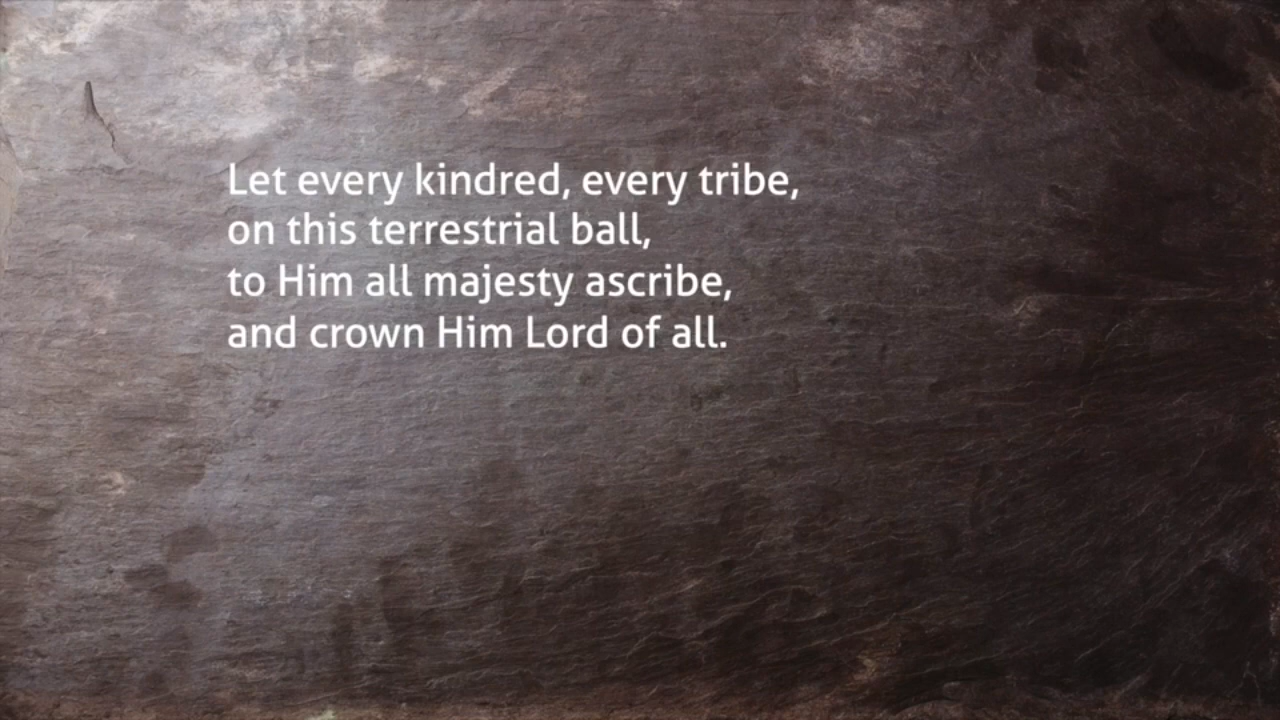 Let every kindred, every tribe,
on this terrestrial ball,
to Him all majesty ascribe,
and crown Him Lord of all.